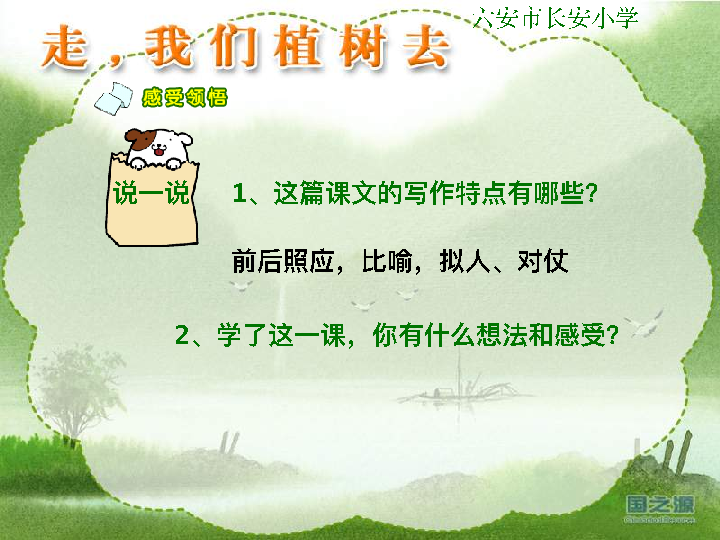 六安市长安小学
走，我们植树去
感受领悟
说一说
1、这篇课文的写作特点有哪些？
前后照应，比喻，拟人、对仗
2、学了这一课，你有什么想法和感受？
国之源